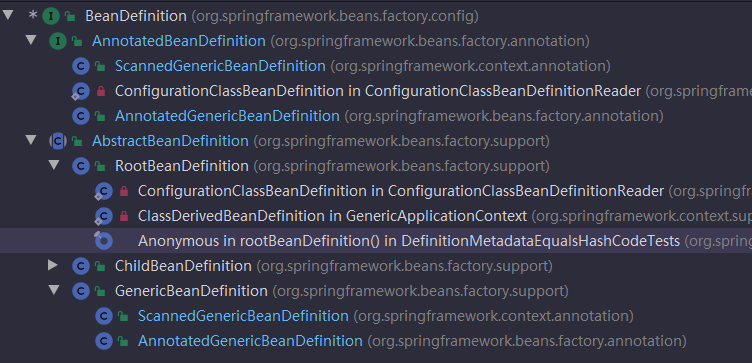 BeanDefinition (org.springframework.beans.factory.config)
AnnotatedBeanDefinition (org.springframework.beans.factory.annotation)
ScannedGenericBeanDefinition (org.springframework.context.annotation)
ConfigurationClassBeanDefinition in ConfigurationClassBeanDefinitionReader (org.springframe
AnnotatedGenericBeanDefinition (org.springframework.beans.factory.annotation)
AbstractBeanDefinition (org.springframework.beans.factory.support)
RootBeanDefinition (org.springframework.beans.factory.support)
ConfigurationClassBeanDefinition in ConfigurationClassBeanDefinitionReader (org.springfra
ClassDerivedBeanDefinition in GenericApplicationContext (org.springframework.context.sup
Anonymous in rootBeanDefinition() in DefinitionMetadataEqualsHashCodeTests (org.spring
ChildBeanDefinition (org.springframework.beans.factory.support)
GenericBeanDefinition (org.springframework.beans.factory.support)
ScannedGenericBeanDefinition (org.springframework.context.annotation)
AnnotatedGenericBeanDefinition (org.springframework.beans.factory.annotation)